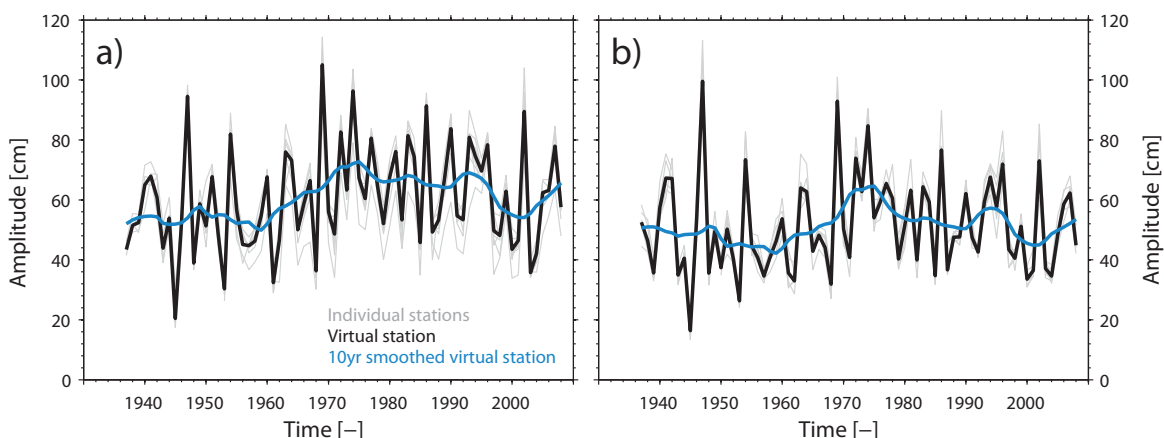 a)
Amplitude [cm]
120
100
80
60
40
20
0
1940 1950 1960 1970 1980 1990 2000
Time [–]
Individual stations
Virtual station
10yr smoothed virtual station
b)
120
100
80
60
40
20
0
Amplitude [cm]
1940 1950 1960 1970 1980 1990 2000
Time [–]